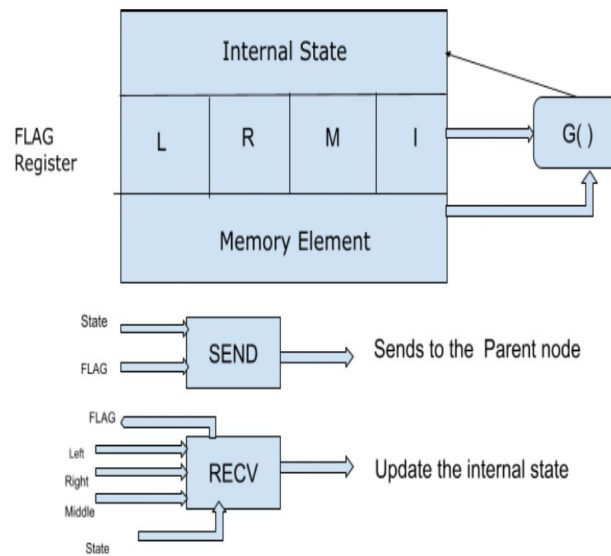 Internal State
FLAG
Register
L R M I
G( )
Memory Element
State
FLAG
SEND
Sends to the Parent node
FLAG
Left
Right
Middle
State
RECV
Update the internal state